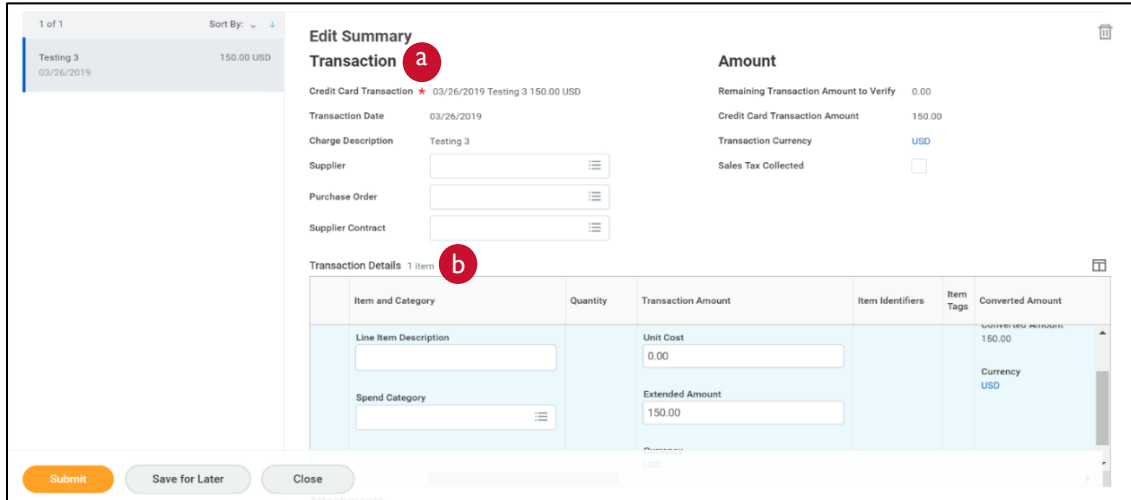 1 of 1 Sort By:
Testing 3 150.00 USD
03/26/2019
Edit Summary
Transaction a
Credit Card Transaction * 03/26/2019 Testing 3 150.00 USD
Transaction Date 03/26/2019
Charge Description Testing 3
Supplier
Purchase Order
Supplier Contract
Amount
Remaining Transaction Amount to Verify 0.00
Credit Card Transaction Amount 150.00
Transaction Currency USD
Sales Tax Collected
Transaction Details 1 item b
Item and Category Quantity Transaction Amount Item Identifiers Item Tags Converted Amount
Line Item Description Unit Cost Converted Amount
0.00 150.00
Currency
USD
Spend Category Extended Amount
150.00
Currency
USD
Submit Save for Later Close
Attachments